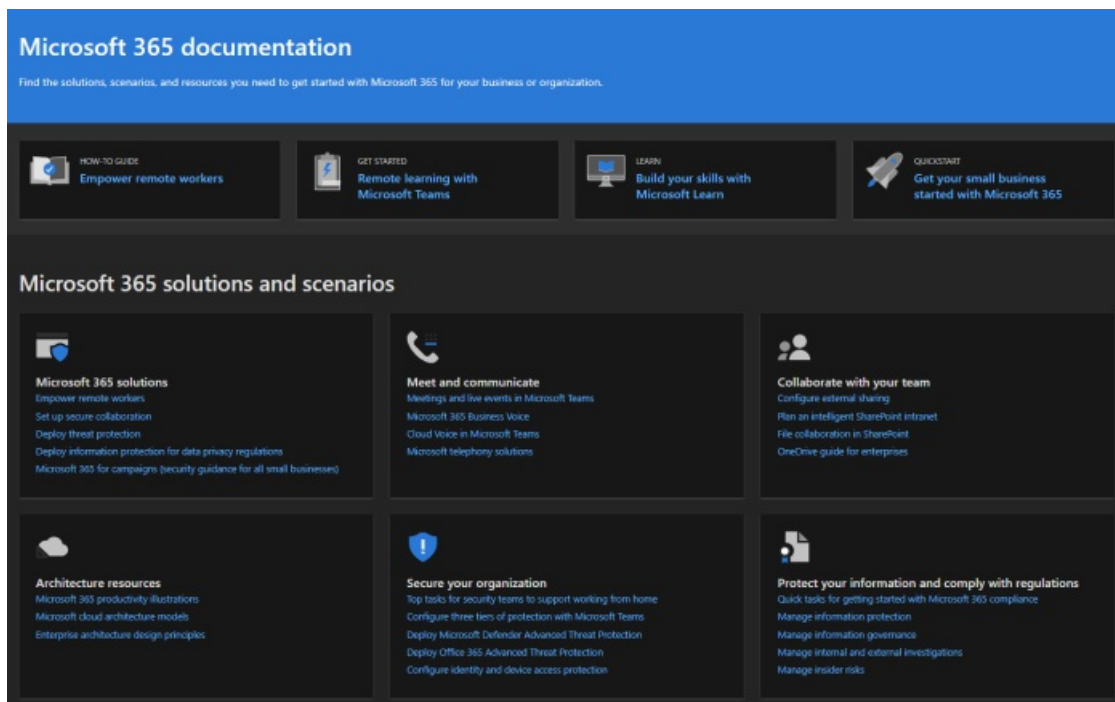 Microsoft 365 documentation
Find the solutions, scenarios, and resources you need to get started with Microsoft 365 for your business or organization.
HOW-TO GUIDE
Empower remote workers
GET STARTED
Remote learning with
Microsoft Teams
LEARN
Build your skills with
Microsoft Learn
QUICKSTART
Get your small business
started with Microsoft 365
Microsoft 365 solutions and scenarios
Microsoft 365 solutions
Empower remote workers
Set up secure collaboration
Deploy threat protection
Deploy information protection for data privacy regulations
Microsoft 365 for campaigns (security guidance for all small businesses)
Meet and communicate
Meetings and live events in Microsoft Teams
Microsoft 365 Business Voice
Cloud Voice in Microsoft Teams
Microsoft telephony solutions
Collaborate with your team
Configure external sharing
Plan an intelligent SharePoint intranet
File collaboration in SharePoint
OneDrive guide for enterprises
Architecture resources
Microsoft 365 productivity illustrations
Microsoft cloud architecture models
Enterprise architecture design principles
Secure your organization
Top tasks for security teams to support working from home
Configure three tiers of protection with Microsoft Teams
Deploy Microsoft Defender Advanced Threat Protection
Deploy Office 365 Advanced Threat Protection
Configure identity and device access protection
Protect your information and comply with regulations
Quick tasks for getting started with Microsoft 365 compliance
Manage information protection
Manage information governance
Manage internal and external investigations
Manage insider risks